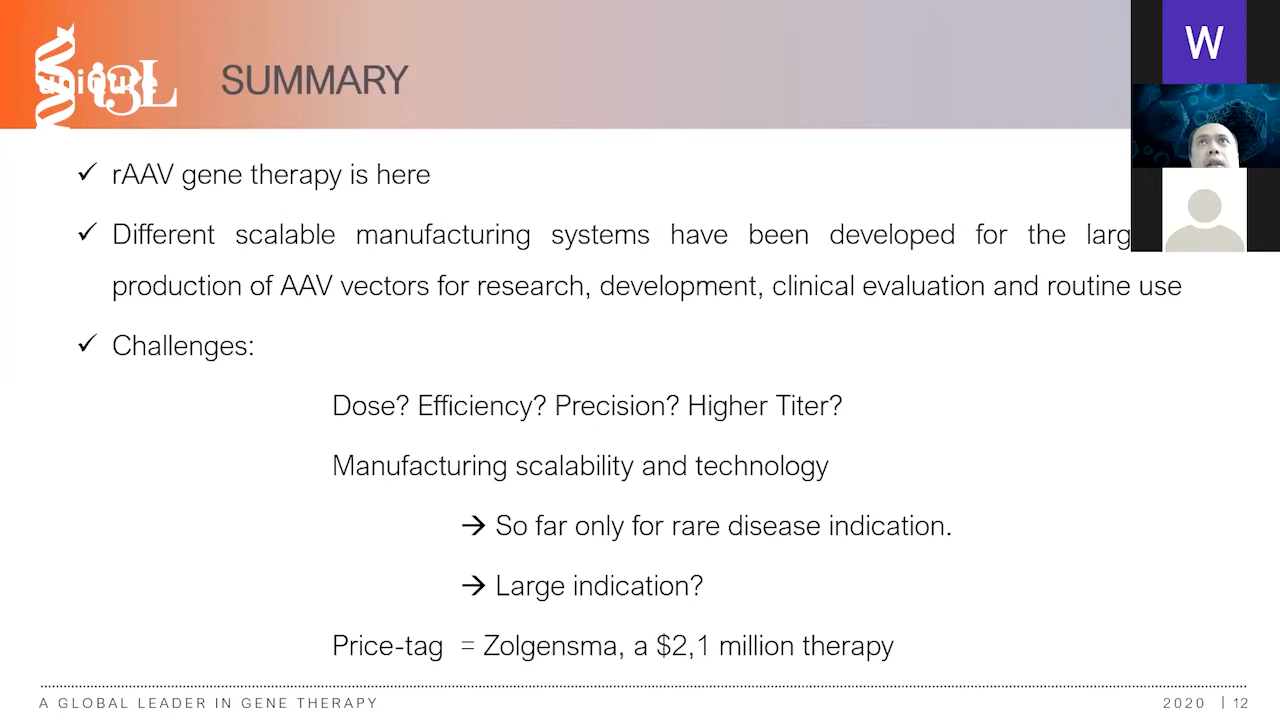 uniqure
i3L
SUMMARY
W
✓ rAAV gene therapy is here
✓ Different scalable manufacturing systems have been developed for the
production of AAV vectors for research, development, clinical evaluation and routine use
✓ Challenges:
Dose? Efficiency? Precision? Higher Titer?
Manufacturing scalability and technology
→ So far only for rare disease indication.
→ Large indication?
Price-tag = Zolgensma, a $2,1 million therapy
A GLOBAL LEADER IN GENE THERAPY
2020 | 12